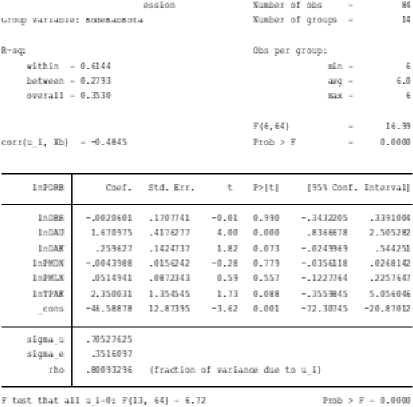 ession Number of obs = 84
Group variable: Number of groups = 14
R-sq: Obs per group:
within = 0.6144 min = 6
between = 0.2793 avg = 6.0
overall = 0.3530 max = 6
F(6,64) = 16.99
corr(u_i, Xb) = -0.4845 Prob > F = 0.0000
lnPDRB Coef. Std. Err. t P>|t| [95% Conf. Interval]
lnDBH -.0020601 .1707741 -0.01 0.990 -.3432205 .3391004
lnDAU 1.670975 .4176277 4.00 0.000 .8366678 2.505282
lnDAK .259627 .1424717 1.82 0.073 -.0249969 .544251
lnPMDN -.0043988 .0156242 -0.28 0.779 -.0356118 .0268142
.0514941 .0872343 0.59 0.557 -.1227764 .2257647
lnTPAK 2.350031 1.354545 1.73 0.088 -.3559845 5.056046
_cons -46.58878 12.87395 -3.62 0.001 -72.30745 -20.87012
sigma_u .70527625
sigma_e .3516097
rho .80093296 (fraction of variance due to u_i)
F test that all u_i=0: F(13, 64) = 6.72 Prob > F = 0.0000